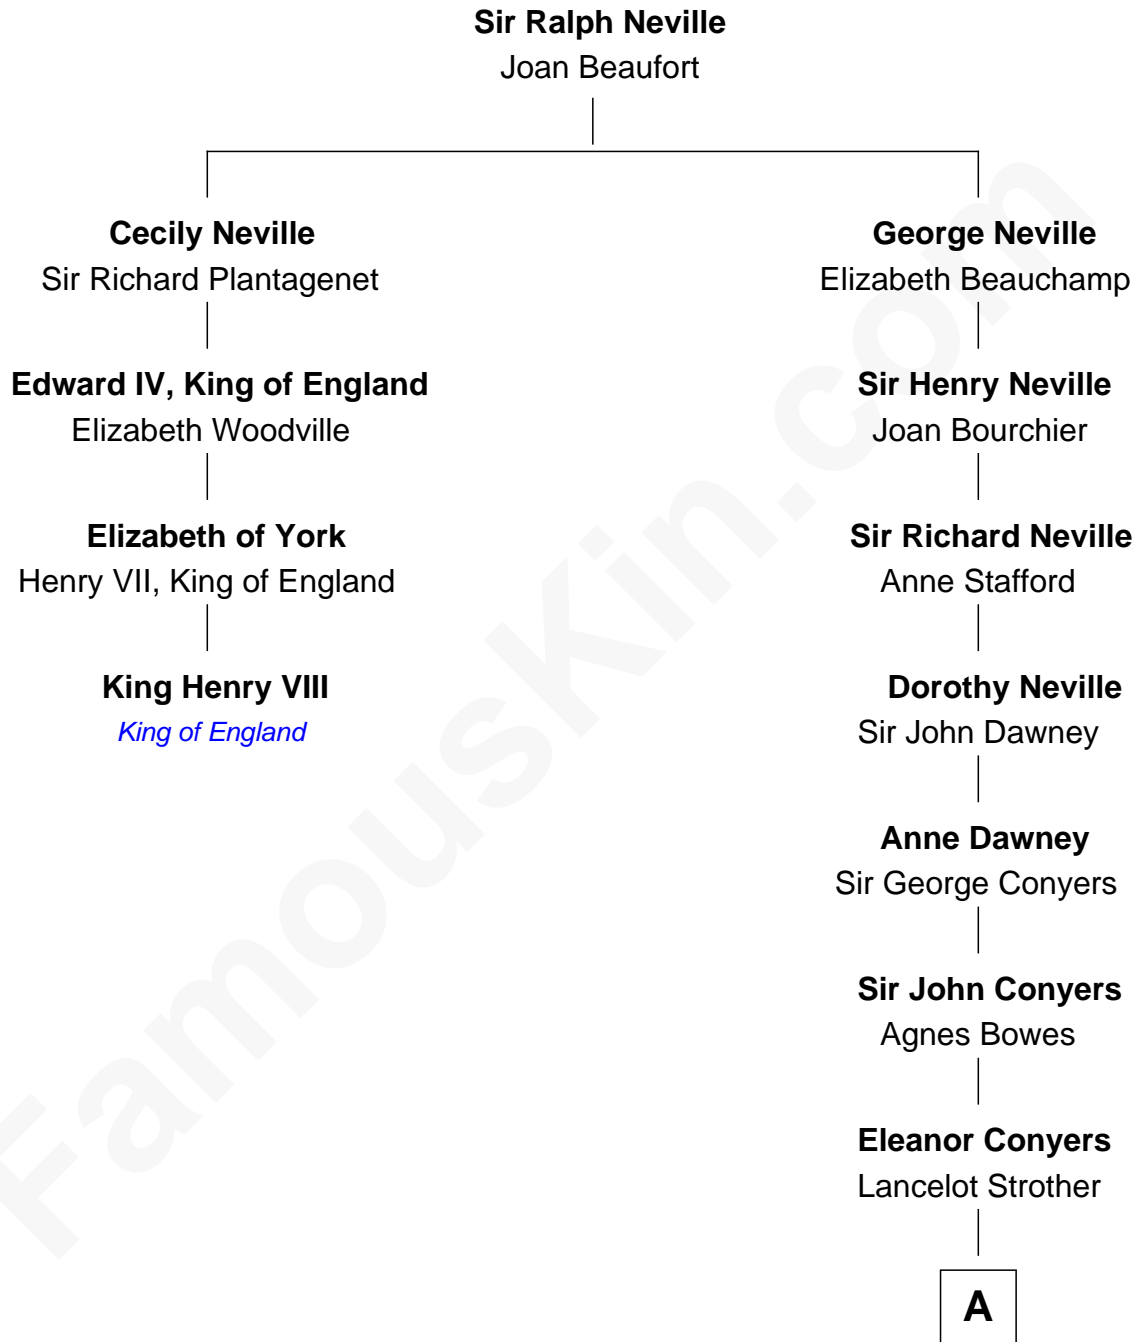 Sir Ralph Neville
Joan Beaufort
Cecily Neville
Sir Richard Plantagenet
Edward IV, King of England
Elizabeth Woodville
Elizabeth of York
Henry VII, King of England
King Henry VIII
King of England
George Neville
Elizabeth Beauchamp
Sir Henry Neville
Joan Bourchier
Sir Richard Neville
Anne Stafford
Dorothy Neville
Sir John Dawney
Anne Dawney
Sir George Conyers
Sir John Conyers
Agnes Bowes
Eleanor Conyers
Lancelot Strother
A
FamousKin.com